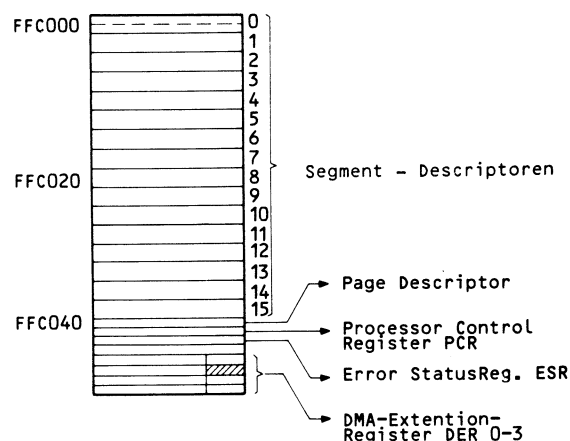 FFC000
0
1
2
3
4
5
6
7
FFC020
8
9
10
11
12
13
14
15
Segment - Descriptoren
FFC040
Page Descriptor
Processor Control
Register PCR
Error StatusReg. ESR
DMA-Extention-
Register DER 0-3